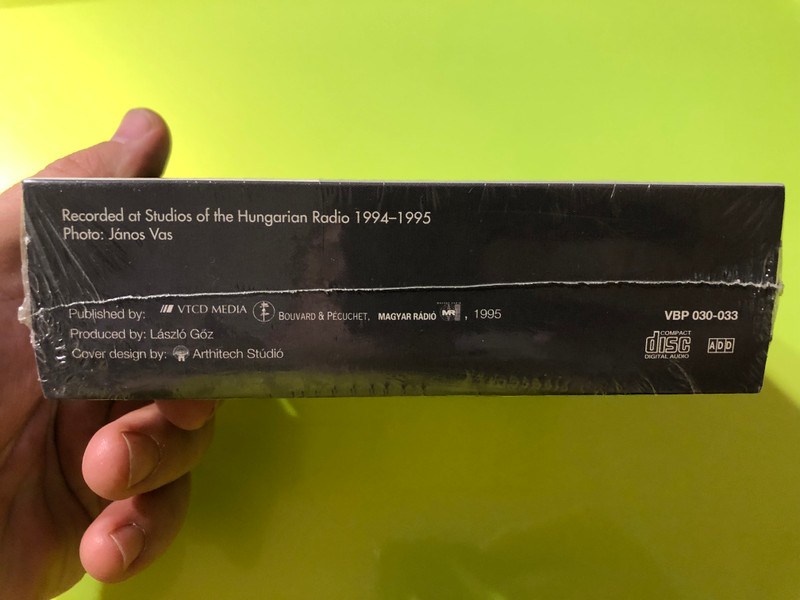 Recorded at Studios of the Hungarian Radio 1994–1995
Photo: János Vas
Published by: VTCD MEDIA BOUVARD & PÉCUCHET, MAGYAR RÁDIÓ MR, 1995
VBP 030-033
Produced by: László Gőz
Cover design by: Arthitech Stúdió
COMPACT
disc
DIGITAL AUDIO
ADD